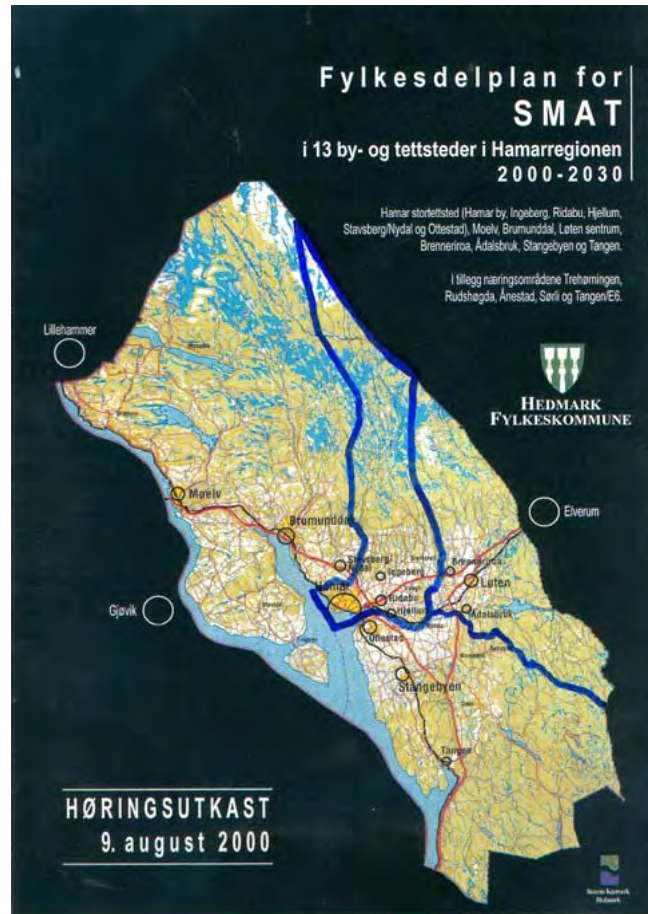 Fylkesdelplan for
SMAT
i 13 by- og tettsteder i Hamarregionen
2000-2030
Hamar stortettsted (Hamar by, Ingeberg, Ridabu, Hjellum,
Stavsberg/Nydal og Ottestad), Moelv, Brumunddal, Løten sentrum,
Brenneriroa, Ådalsbruk, Stangebyen og Tangen.
I tillegg næringsområdene Trehørningen,
Rudshøgda, Ånestad, Sørli og Tangen/E6.
Lillehammer
HEDMARK
FYLKESKOMMUNE
Moelv
Elverum
Brumunddal
Stavsberg/
Nydal
Ingeberg
Brenneriroa
Løten
Hamar
Ridabu
Hjellum
Ådalsbruk
Gjøvik
Ottestad
Stangebyen
Tangen
HØRINGSUTKAST
9. august 2000